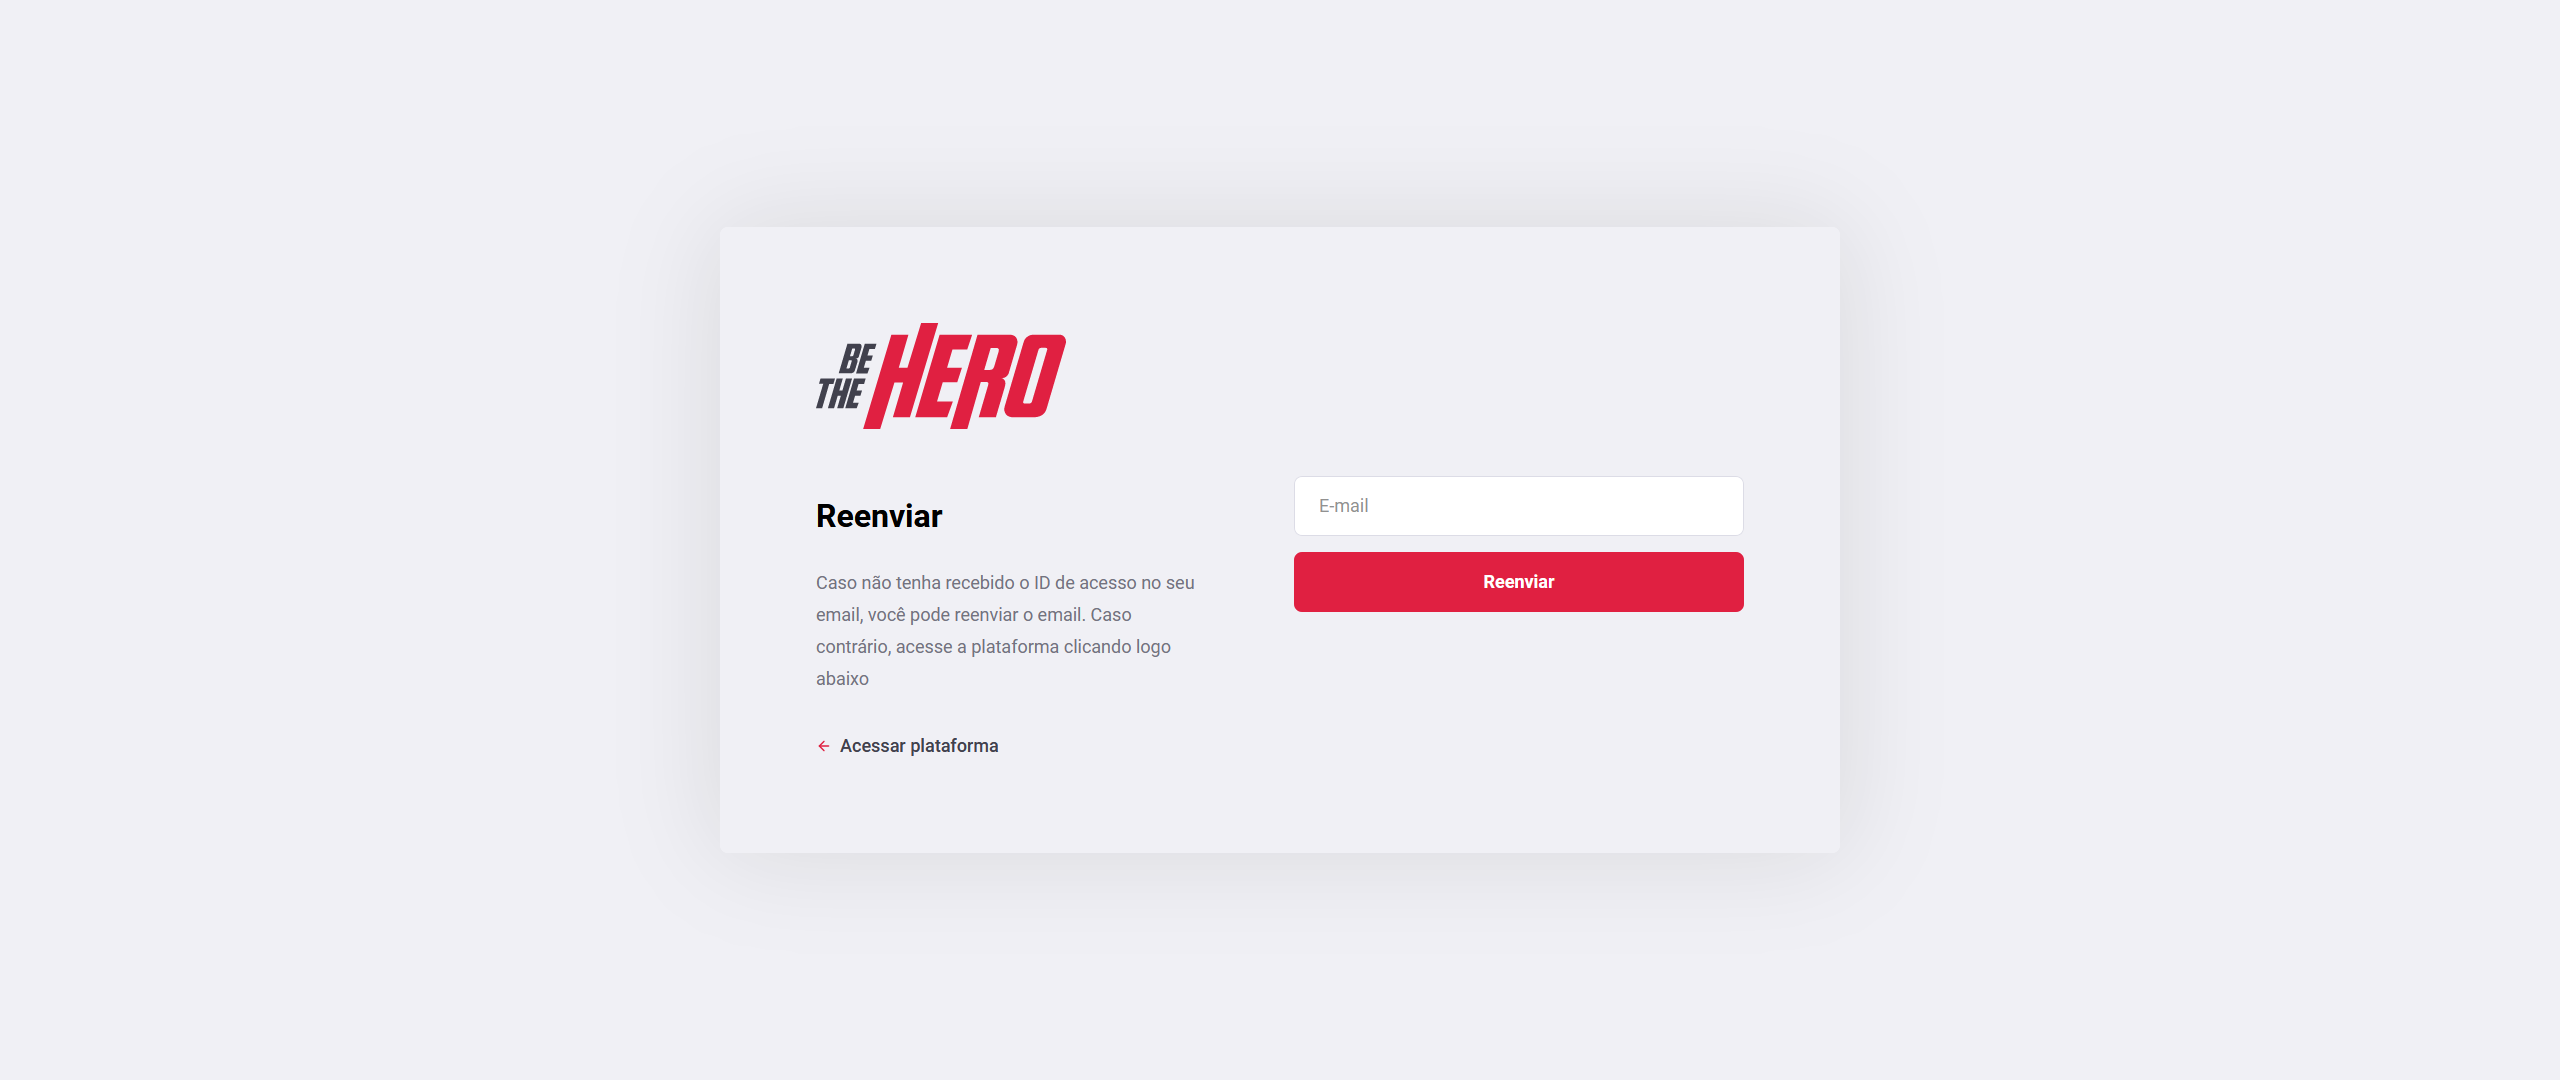 BE
THE
HERO
Reenviar
Caso não tenha recebido o ID de acesso no seu
email, você pode reenviar o email. Caso
contrário, acesse a plataforma clicando logo
abaixo
Acessar plataforma
E-mail
Reenviar